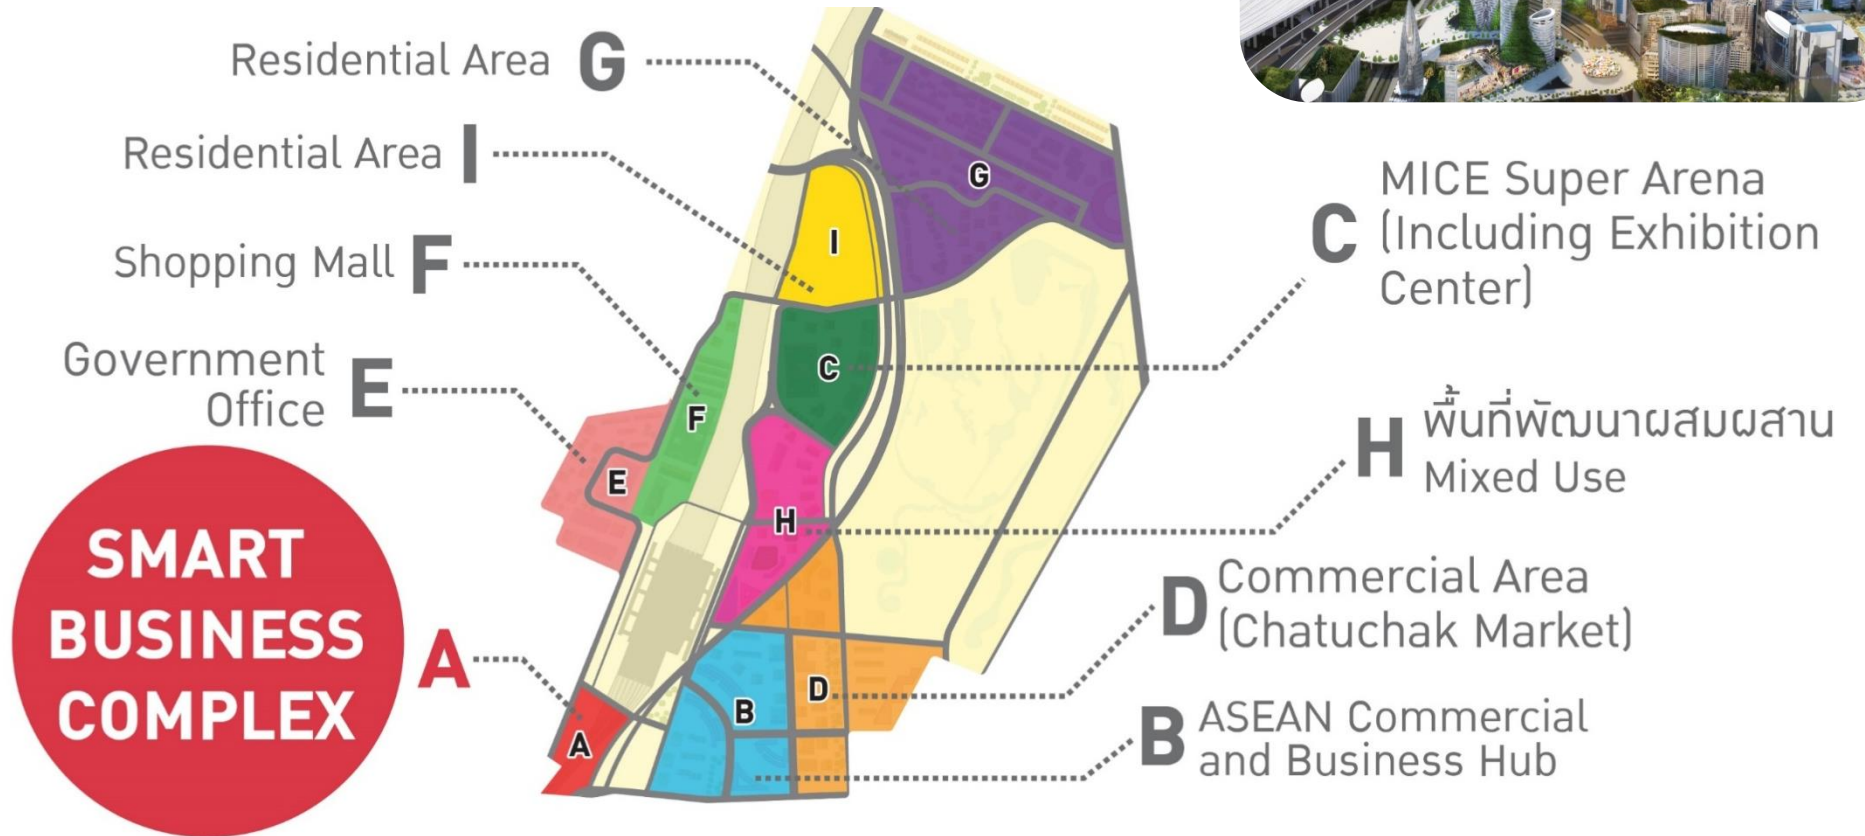 Residential Area G
Residential Area I
Shopping Mall F
Government
Office
E
SMART
BUSINESS
COMPLEX
A
G
I
C
F
E
H
D
B
A
MICE Super Arena
(Including Exhibition
Center)
C
H
พื้นที่พัฒนาผสมผสาน
Mixed Use
D
Commercial Area
(Chatuchak Market)
B
ASEAN Commercial
and Business Hub